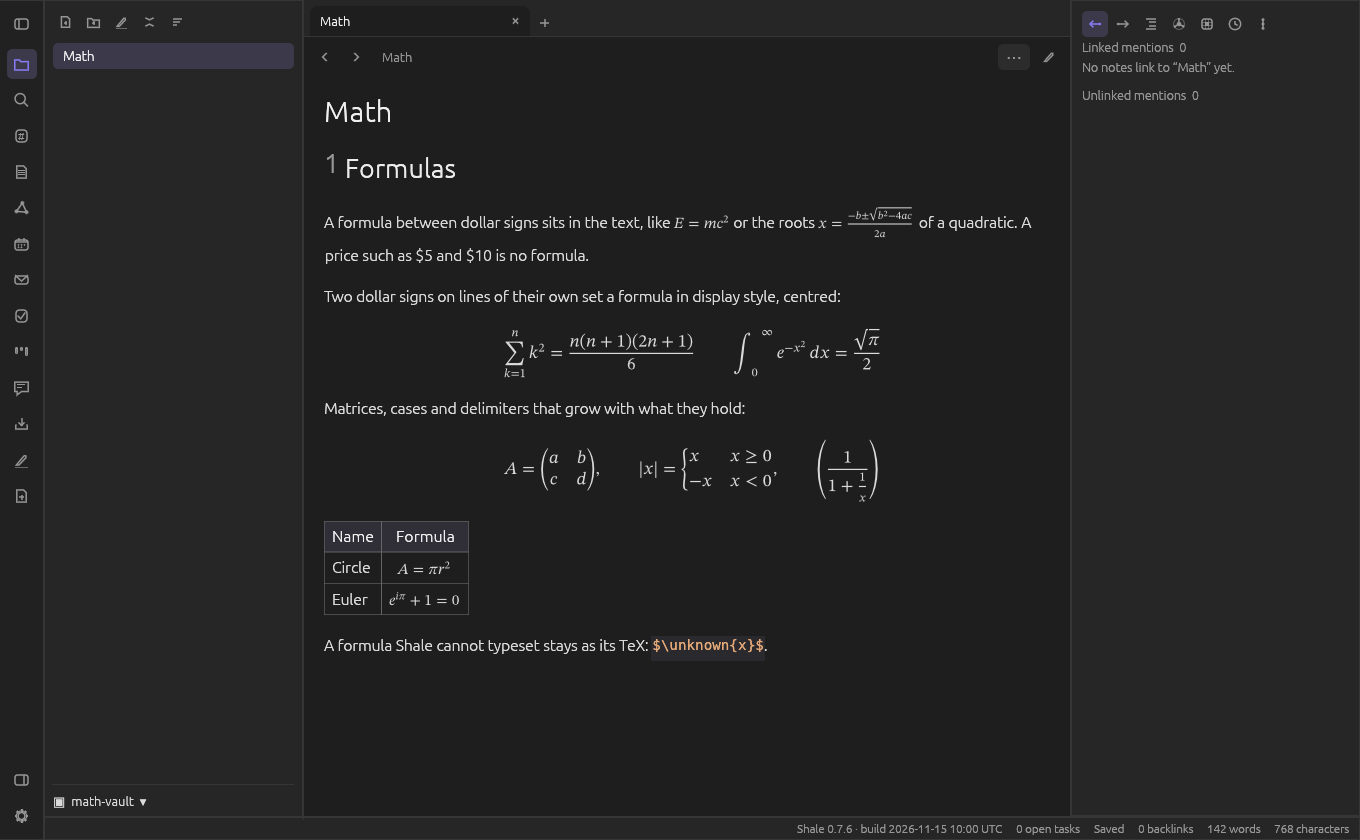 Math
Math
Math
Linked mentions 0
No notes link to “Math” yet.
Unlinked mentions 0
Math
1 Formulas
A formula between dollar signs sits in the text, like E = mc² or the roots x = (−b±√(b²−4ac))/(2a) of a quadratic. A
price such as $5 and $10 is no formula.
Two dollar signs on lines of their own set a formula in display style, centred:
∑_{k=1}^{n} k² = n(n + 1)(2n + 1)/6 ∫_0^∞ e^{−x²} dx = √π/2
Matrices, cases and delimiters that grow with what they hold:
A = (a b
c d), |x| = {x x ≥ 0
−x x < 0, (1/(1 + 1/x))
Name Formula
Circle A = πr²
Euler e^{iπ} + 1 = 0
A formula Shale cannot typeset stays as its TeX: $\unknown{x}$.
math-vault ▾
Shale 0.7.6 · build 2026-11-15 10:00 UTC 0 open tasks Saved 0 backlinks 142 words 768 characters